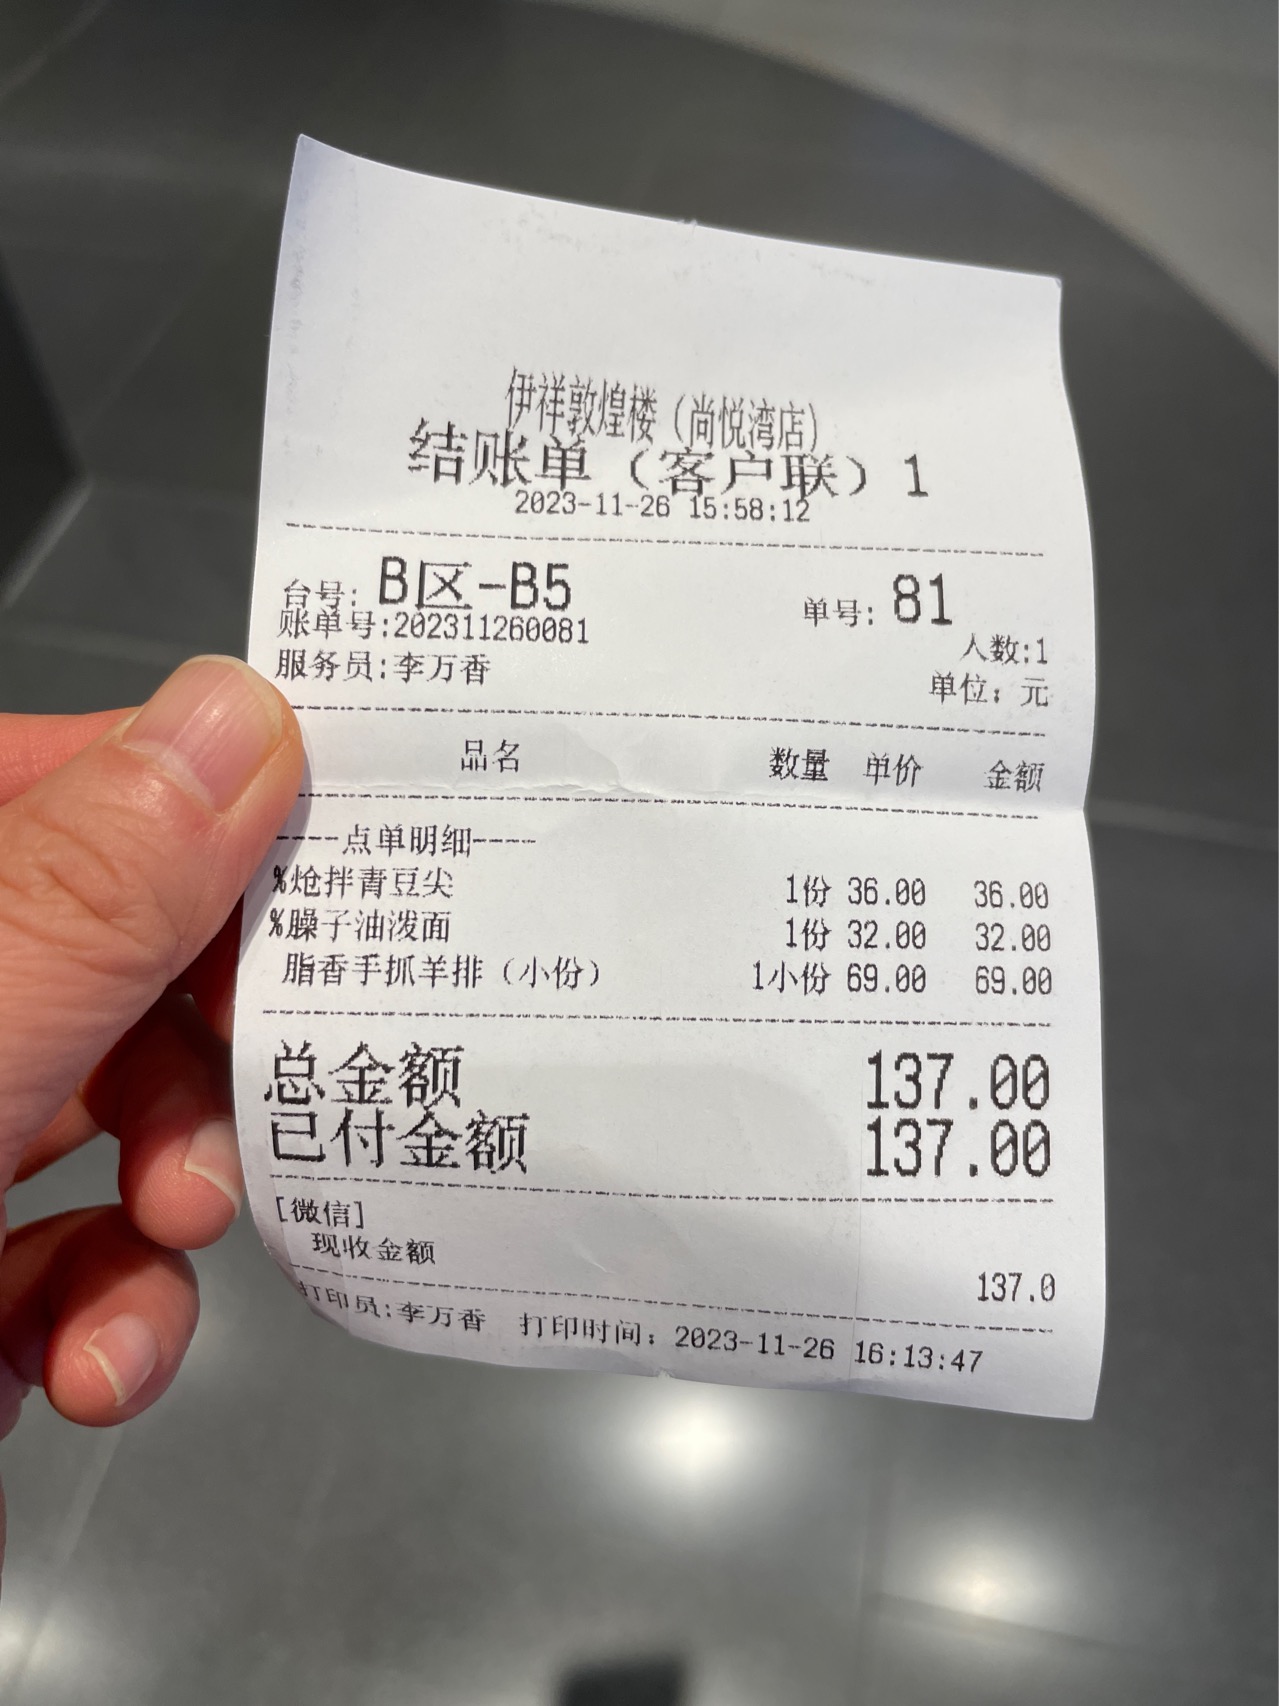 伊祥敦煌楼(尚悦湾店)
结账单(客户联)1
2023-11-26 15:58:12
台号: B区-B5 单号: 81
账单号:202311260081
人数:1
服务员:李万香
单位: 元
品名 数量 单价 金额
----点单明细----
%炝拌青豆尖 1份 36.00 36.00
%臊子油泼面 1份 32.00 32.00
脂香手抓羊排(小份) 1小份 69.00 69.00
总金额 137.00
已付金额 137.00
[微信]
现收金额 137.0
打印员:李万香 打印时间: 2023-11-26 16:13:47